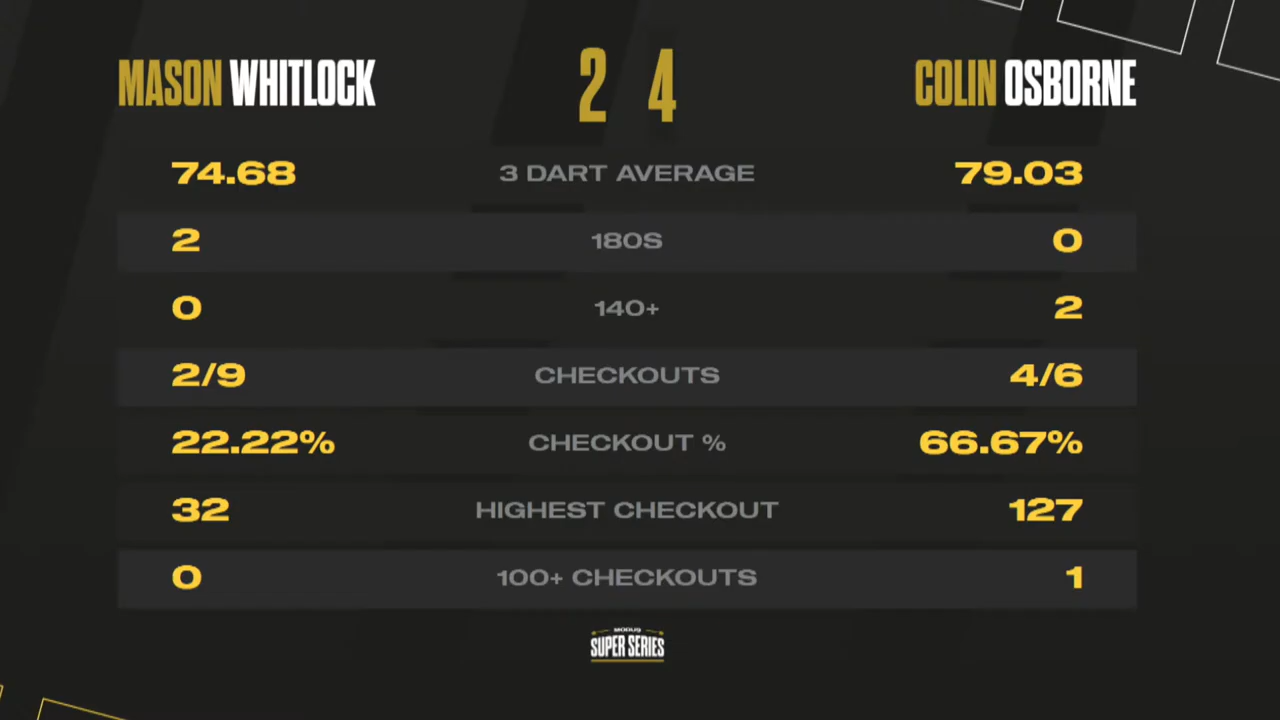 MASON WHITLOCK 2 4 COLIN OSBORNE
74.68 3 DART AVERAGE 79.03
2 180S 0
0 140+ 2
2/9 CHECKOUTS 4/6
22.22% CHECKOUT % 66.67%
32 HIGHEST CHECKOUT 127
0 100+ CHECKOUTS 1
MODUS
SUPER SERIES